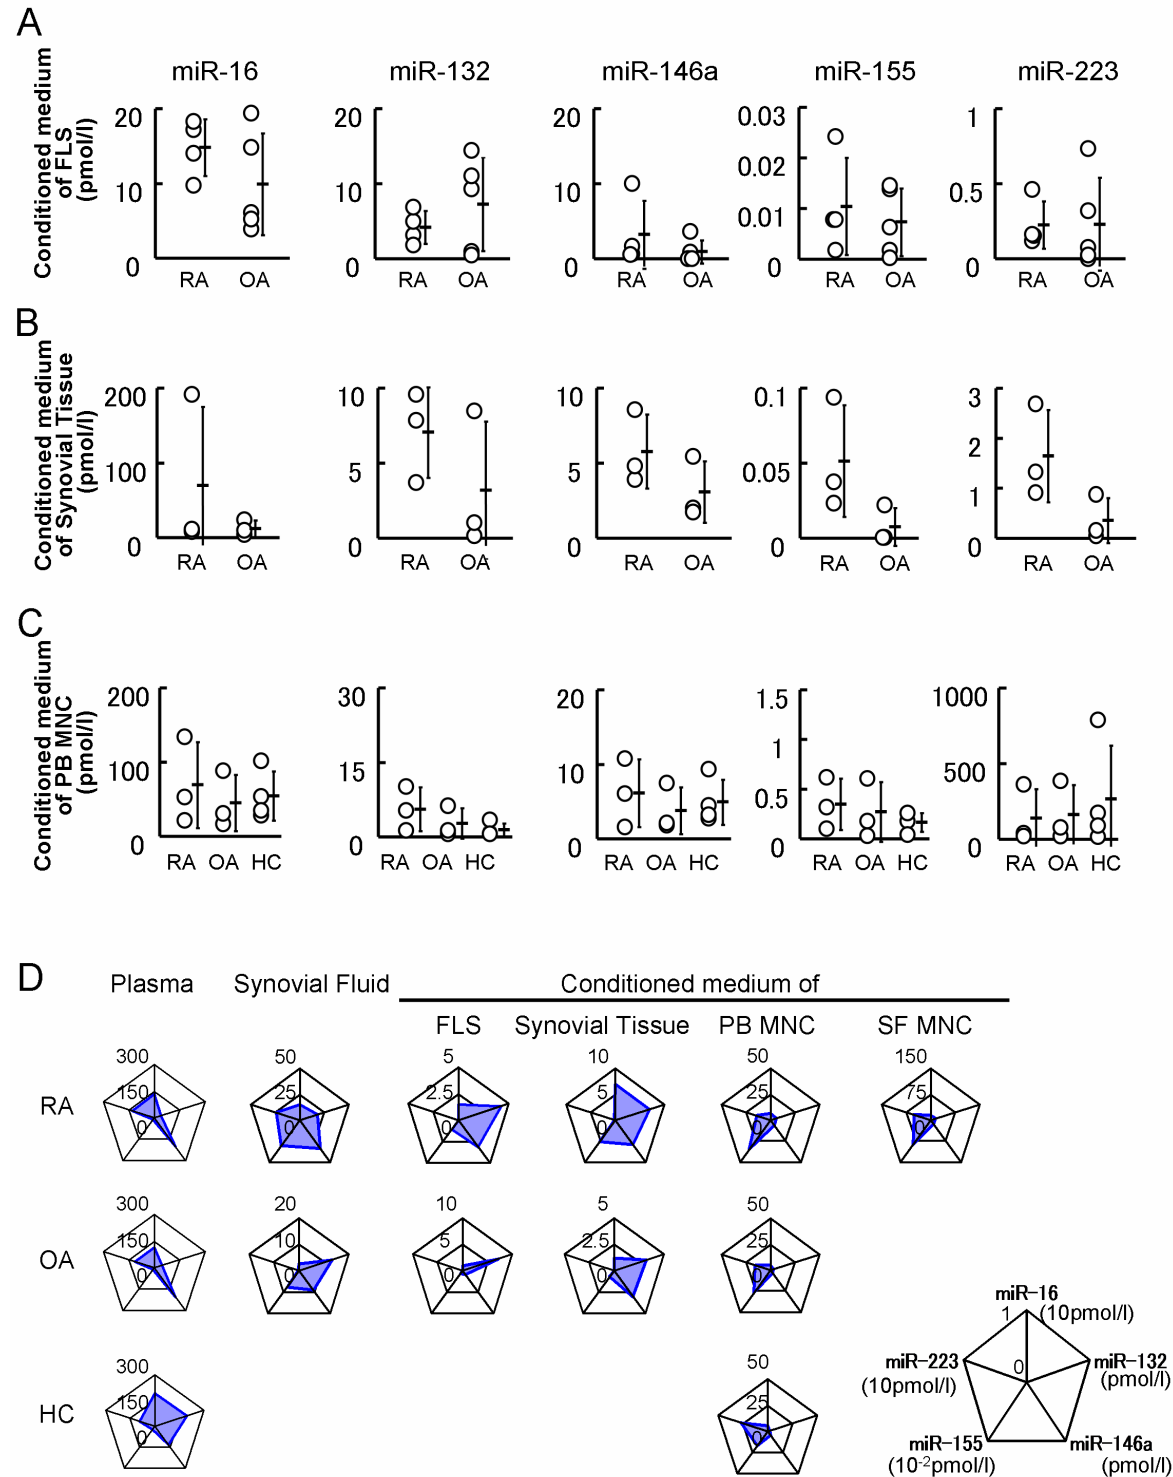 A
miR-16 miR-132 miR-146a miR-155 miR-223
Conditioned medium
of FLS
(pmol/l)
20 20 20 0.03 1
0.02
10 10 10 0.5
0.01
0 0 0 0 0
RA OA RA OA RA OA RA OA RA OA
B
Conditioned medium
of Synovial Tissue
(pmol/l)
200 10 10 0.1 3
2
100 5 5 0.05
1
0 0 0 0 0
RA OA RA OA RA OA RA OA RA OA
C
Conditioned medium
of PB MNC
(pmol/l)
200 30 20 1.5 1000
1
100 15 10 500
0.5
0 0 0 0 0
RA OA HC RA OA HC RA OA HC RA OA HC RA OA HC
D
Plasma Synovial Fluid Conditioned medium of
FLS Synovial Tissue PB MNC SF MNC
300 50 5 10 50 150
RA 150 25 2.5 5 25 75
0 0 0 0 0 0
300 20 10 5 50
OA 150 10 5 2.5 25
0 0 0 0 0
300 50
HC 150 25
0 0
miR-16
1 (10pmol/l)
0
miR-223 miR-132
(10pmol/l) (pmol/l)
miR-155 miR-146a
(10-2pmol/l) (pmol/l)